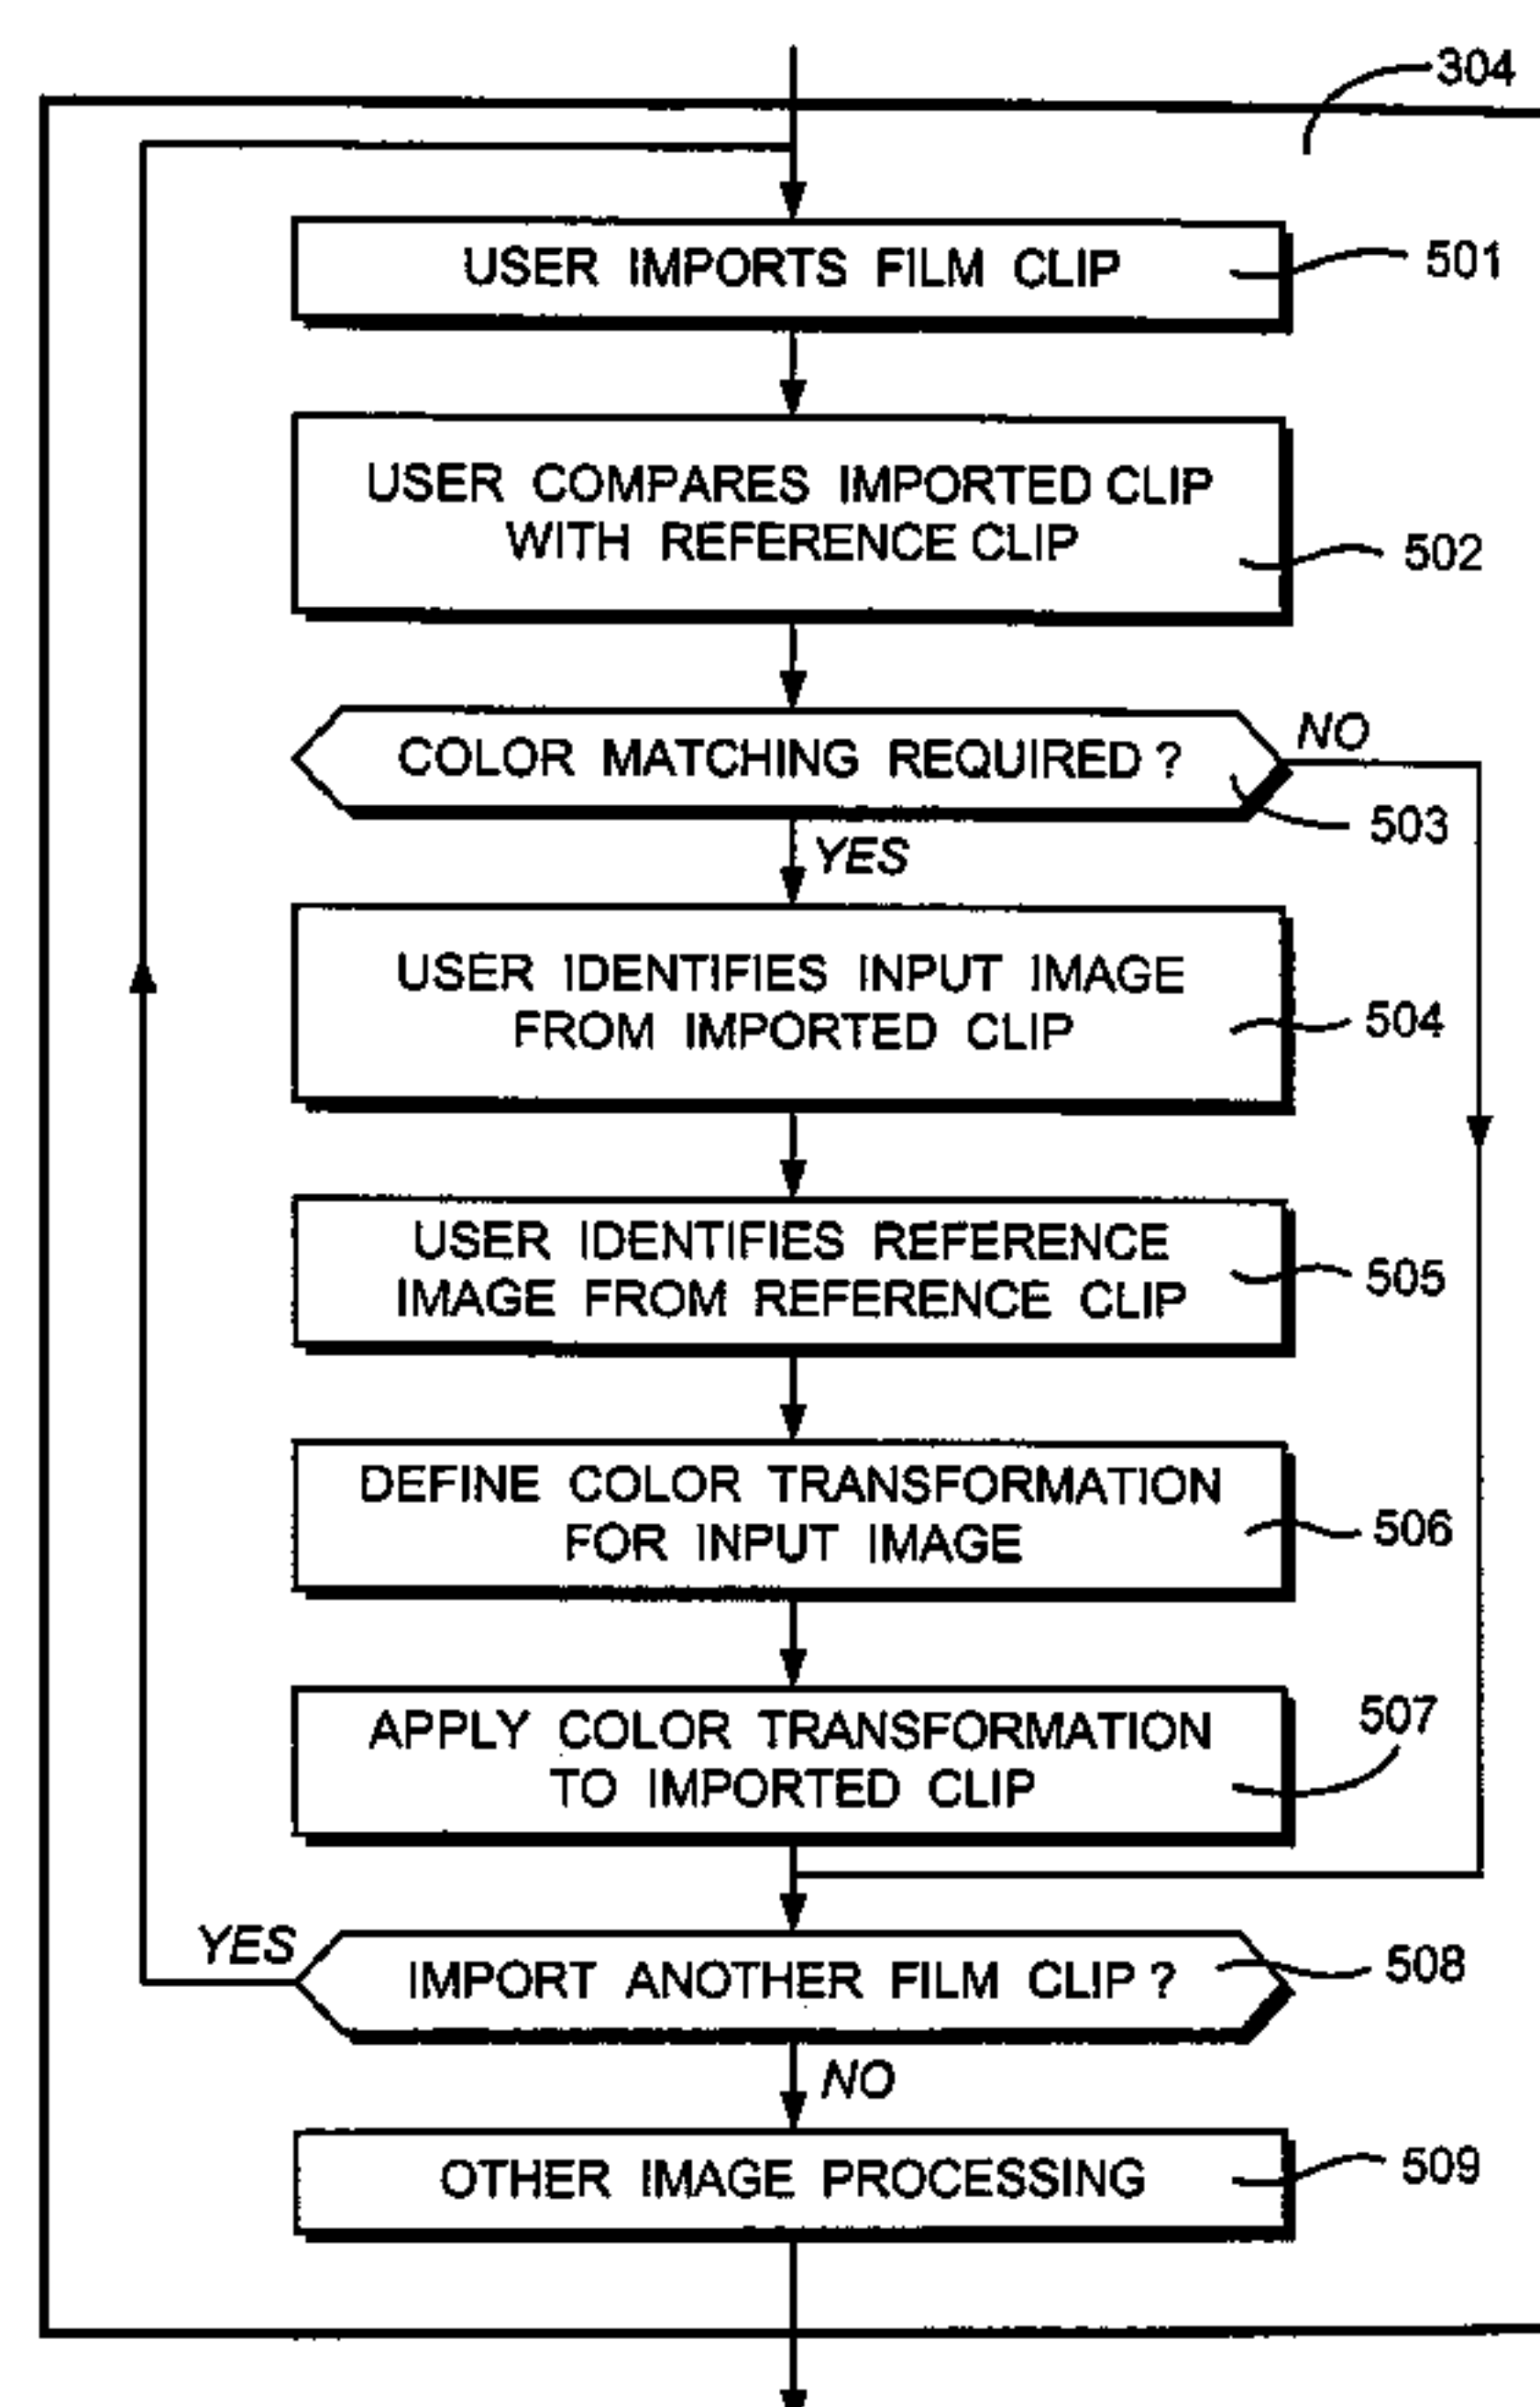 304
USER IMPORTS FILM CLIP
501
USER COMPARES IMPORTED CLIP
WITH REFERENCE CLIP
502
COLOR MATCHING REQUIRED ?
NO
503
YES
USER IDENTIFIES INPUT IMAGE
FROM IMPORTED CLIP
504
USER IDENTIFIES REFERENCE
IMAGE FROM REFERENCE CLIP
505
DEFINE COLOR TRANSFORMATION
FOR INPUT IMAGE
506
APPLY COLOR TRANSFORMATION
TO IMPORTED CLIP
507
YES
IMPORT ANOTHER FILM CLIP ?
508
NO
OTHER IMAGE PROCESSING
509